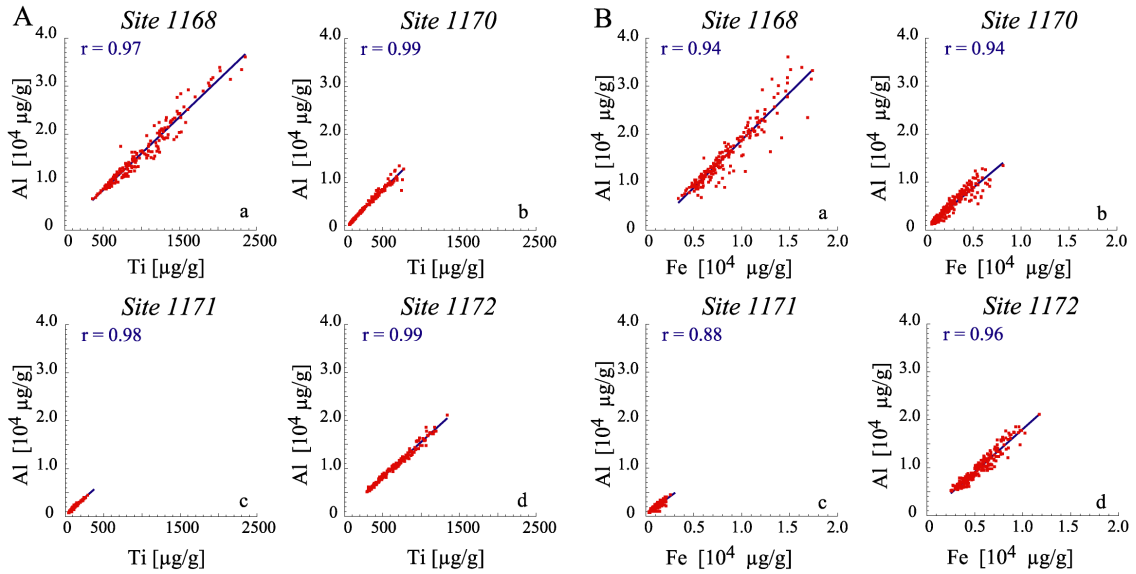 A
Site 1168
Site 1170
B
Site 1168
Site 1170
4.0
3.0
2.0
1.0
0
Al [10⁴ µg/g]
r = 0.97
a
0 500 1500 2500
Ti [µg/g]
4.0
3.0
2.0
1.0
0
Al [10⁴ µg/g]
r = 0.99
b
0 500 1500 2500
Ti [µg/g]
4.0
3.0
2.0
1.0
0
Al [10⁴ µg/g]
r = 0.94
a
0 0.5 1.0 1.5 2.0
Fe [10⁴ µg/g]
4.0
3.0
2.0
1.0
0
Al [10⁴ µg/g]
r = 0.94
b
0 0.5 1.0 2.0
Fe [10⁴ µg/g]
Site 1171
Site 1172
Site 1171
Site 1172
4.0
3.0
2.0
1.0
0
Al [10⁴ µg/g]
r = 0.98
c
0 500 1500 2500
Ti [µg/g]
4.0
3.0
2.0
1.0
0
Al [10⁴ µg/g]
r = 0.99
d
0 500 1500 2500
Ti [µg/g]
4.0
3.0
2.0
1.0
0
Al [10⁴ µg/g]
r = 0.88
c
0 0.5 1.0 1.5 2.0
Fe [10⁴ µg/g]
4.0
3.0
2.0
1.0
0
Al [10⁴ µg/g]
r = 0.96
d
0 0.5 1.0 2.0
Fe [10⁴ µg/g]